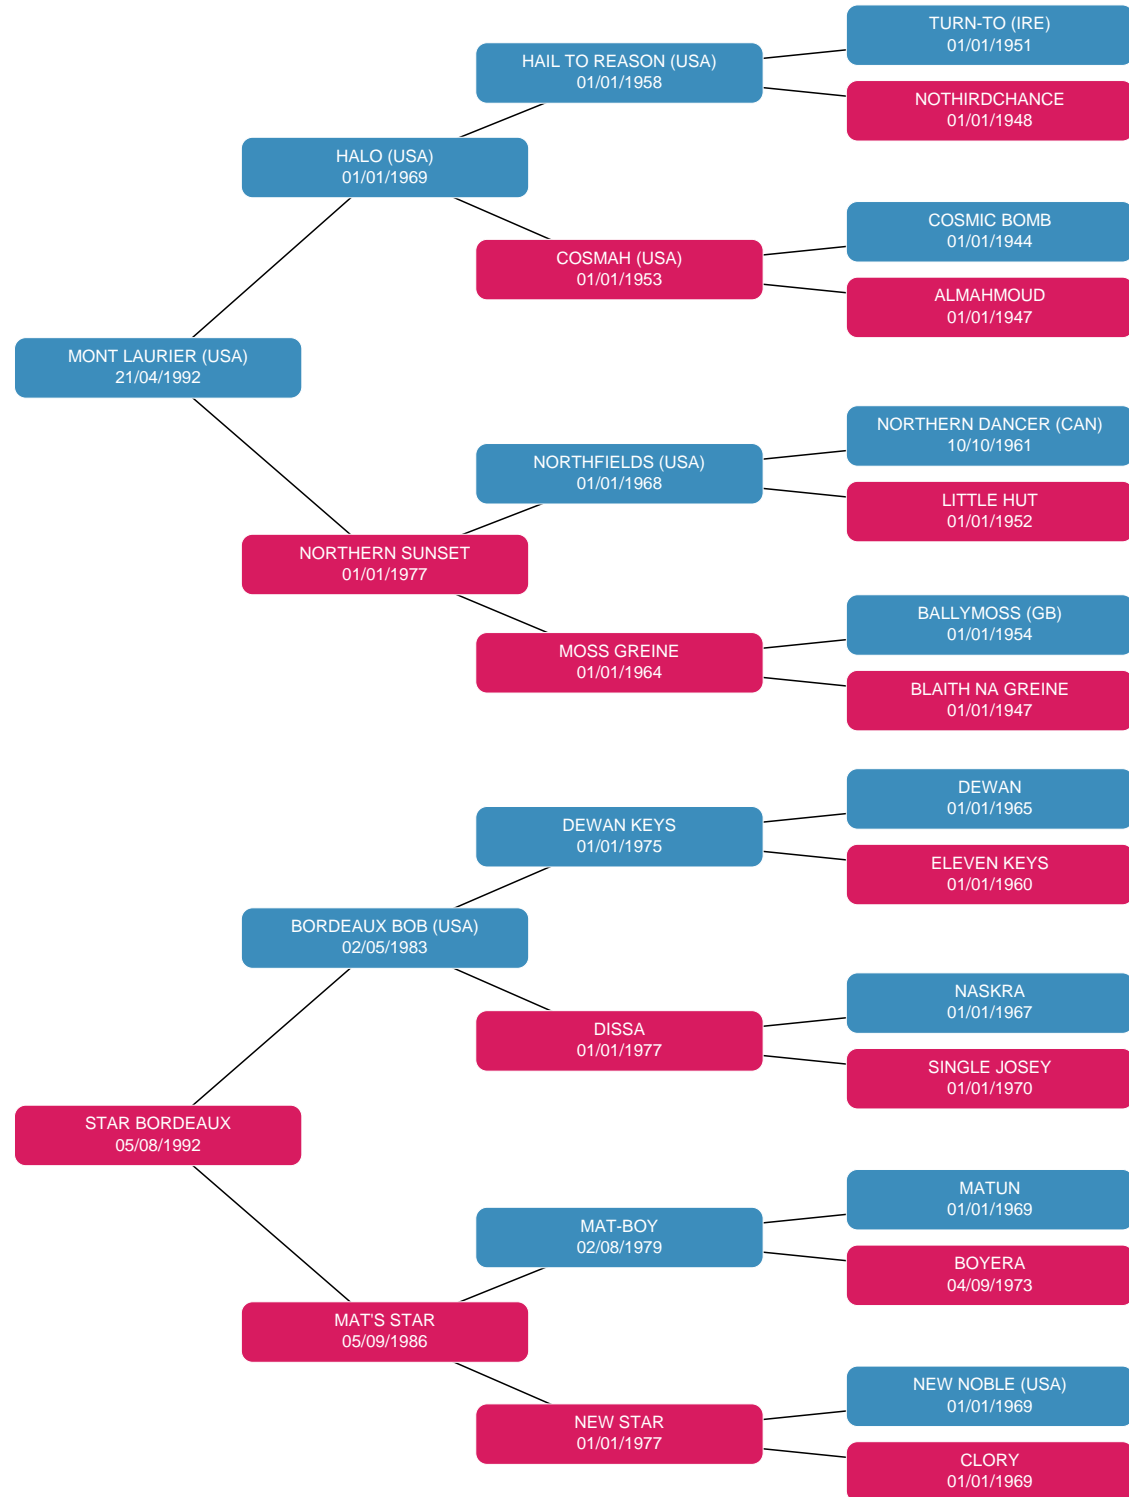 TURN-TO (IRE)
01/01/1951
HAIL TO REASON (USA)
01/01/1958
NOTHIRDCHANCE
01/01/1948
HALO (USA)
01/01/1969
COSMIC BOMB
01/01/1944
COSMAH (USA)
01/01/1953
ALMAHMOUD
01/01/1947
MONT LAURIER (USA)
21/04/1992
NORTHERN DANCER (CAN)
10/10/1961
NORTHFIELDS (USA)
01/01/1968
LITTLE HUT
01/01/1952
NORTHERN SUNSET
01/01/1977
BALLYMOSS (GB)
01/01/1954
MOSS GREINE
01/01/1964
BLAITH NA GREINE
01/01/1947
DEWAN
01/01/1965
DEWAN KEYS
01/01/1975
ELEVEN KEYS
01/01/1960
BORDEAUX BOB (USA)
02/05/1983
NASKRA
01/01/1967
DISSA
01/01/1977
SINGLE JOSEY
01/01/1970
STAR BORDEAUX
05/08/1992
MATUN
01/01/1969
MAT-BOY
02/08/1979
BOYERA
04/09/1973
MAT'S STAR
05/09/1986
NEW NOBLE (USA)
01/01/1969
NEW STAR
01/01/1977
CLORY
01/01/1969